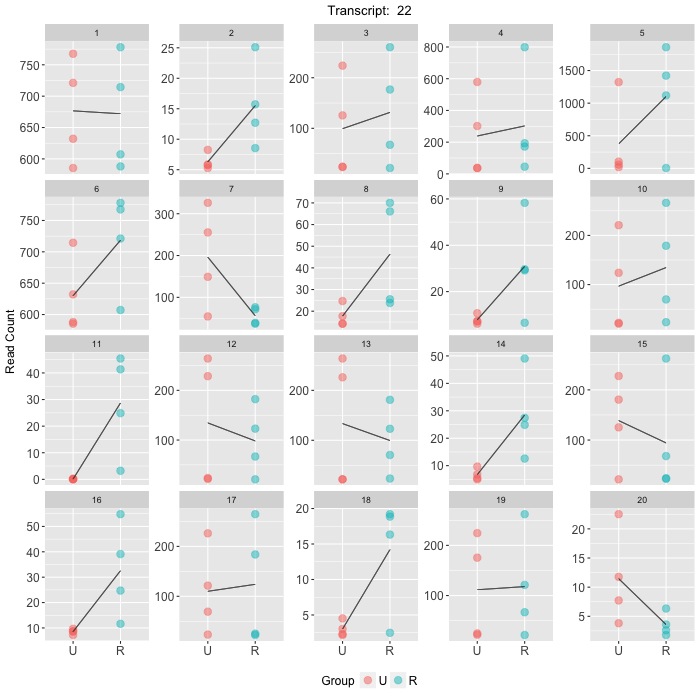 Transcript: 22
1 2 3 4 5
750 700 650 600
25 20 15 10 5
200 100
800 600 400 200 0
1500 1000 500 0
6 7 8 9 10
750 700 650 600
300 200 100
70 60 50 40 30 20
60 40 20
200 100
Read Count
11 12 13 14 15
40 30 20 10 0
200 100
200 100
50 40 30 20 10
200 100
16 17 18 19 20
50 40 30 20 10
200 100
20 15 10 5
200 100
20 15 10 5
U R U R U R U R U R
Group U R